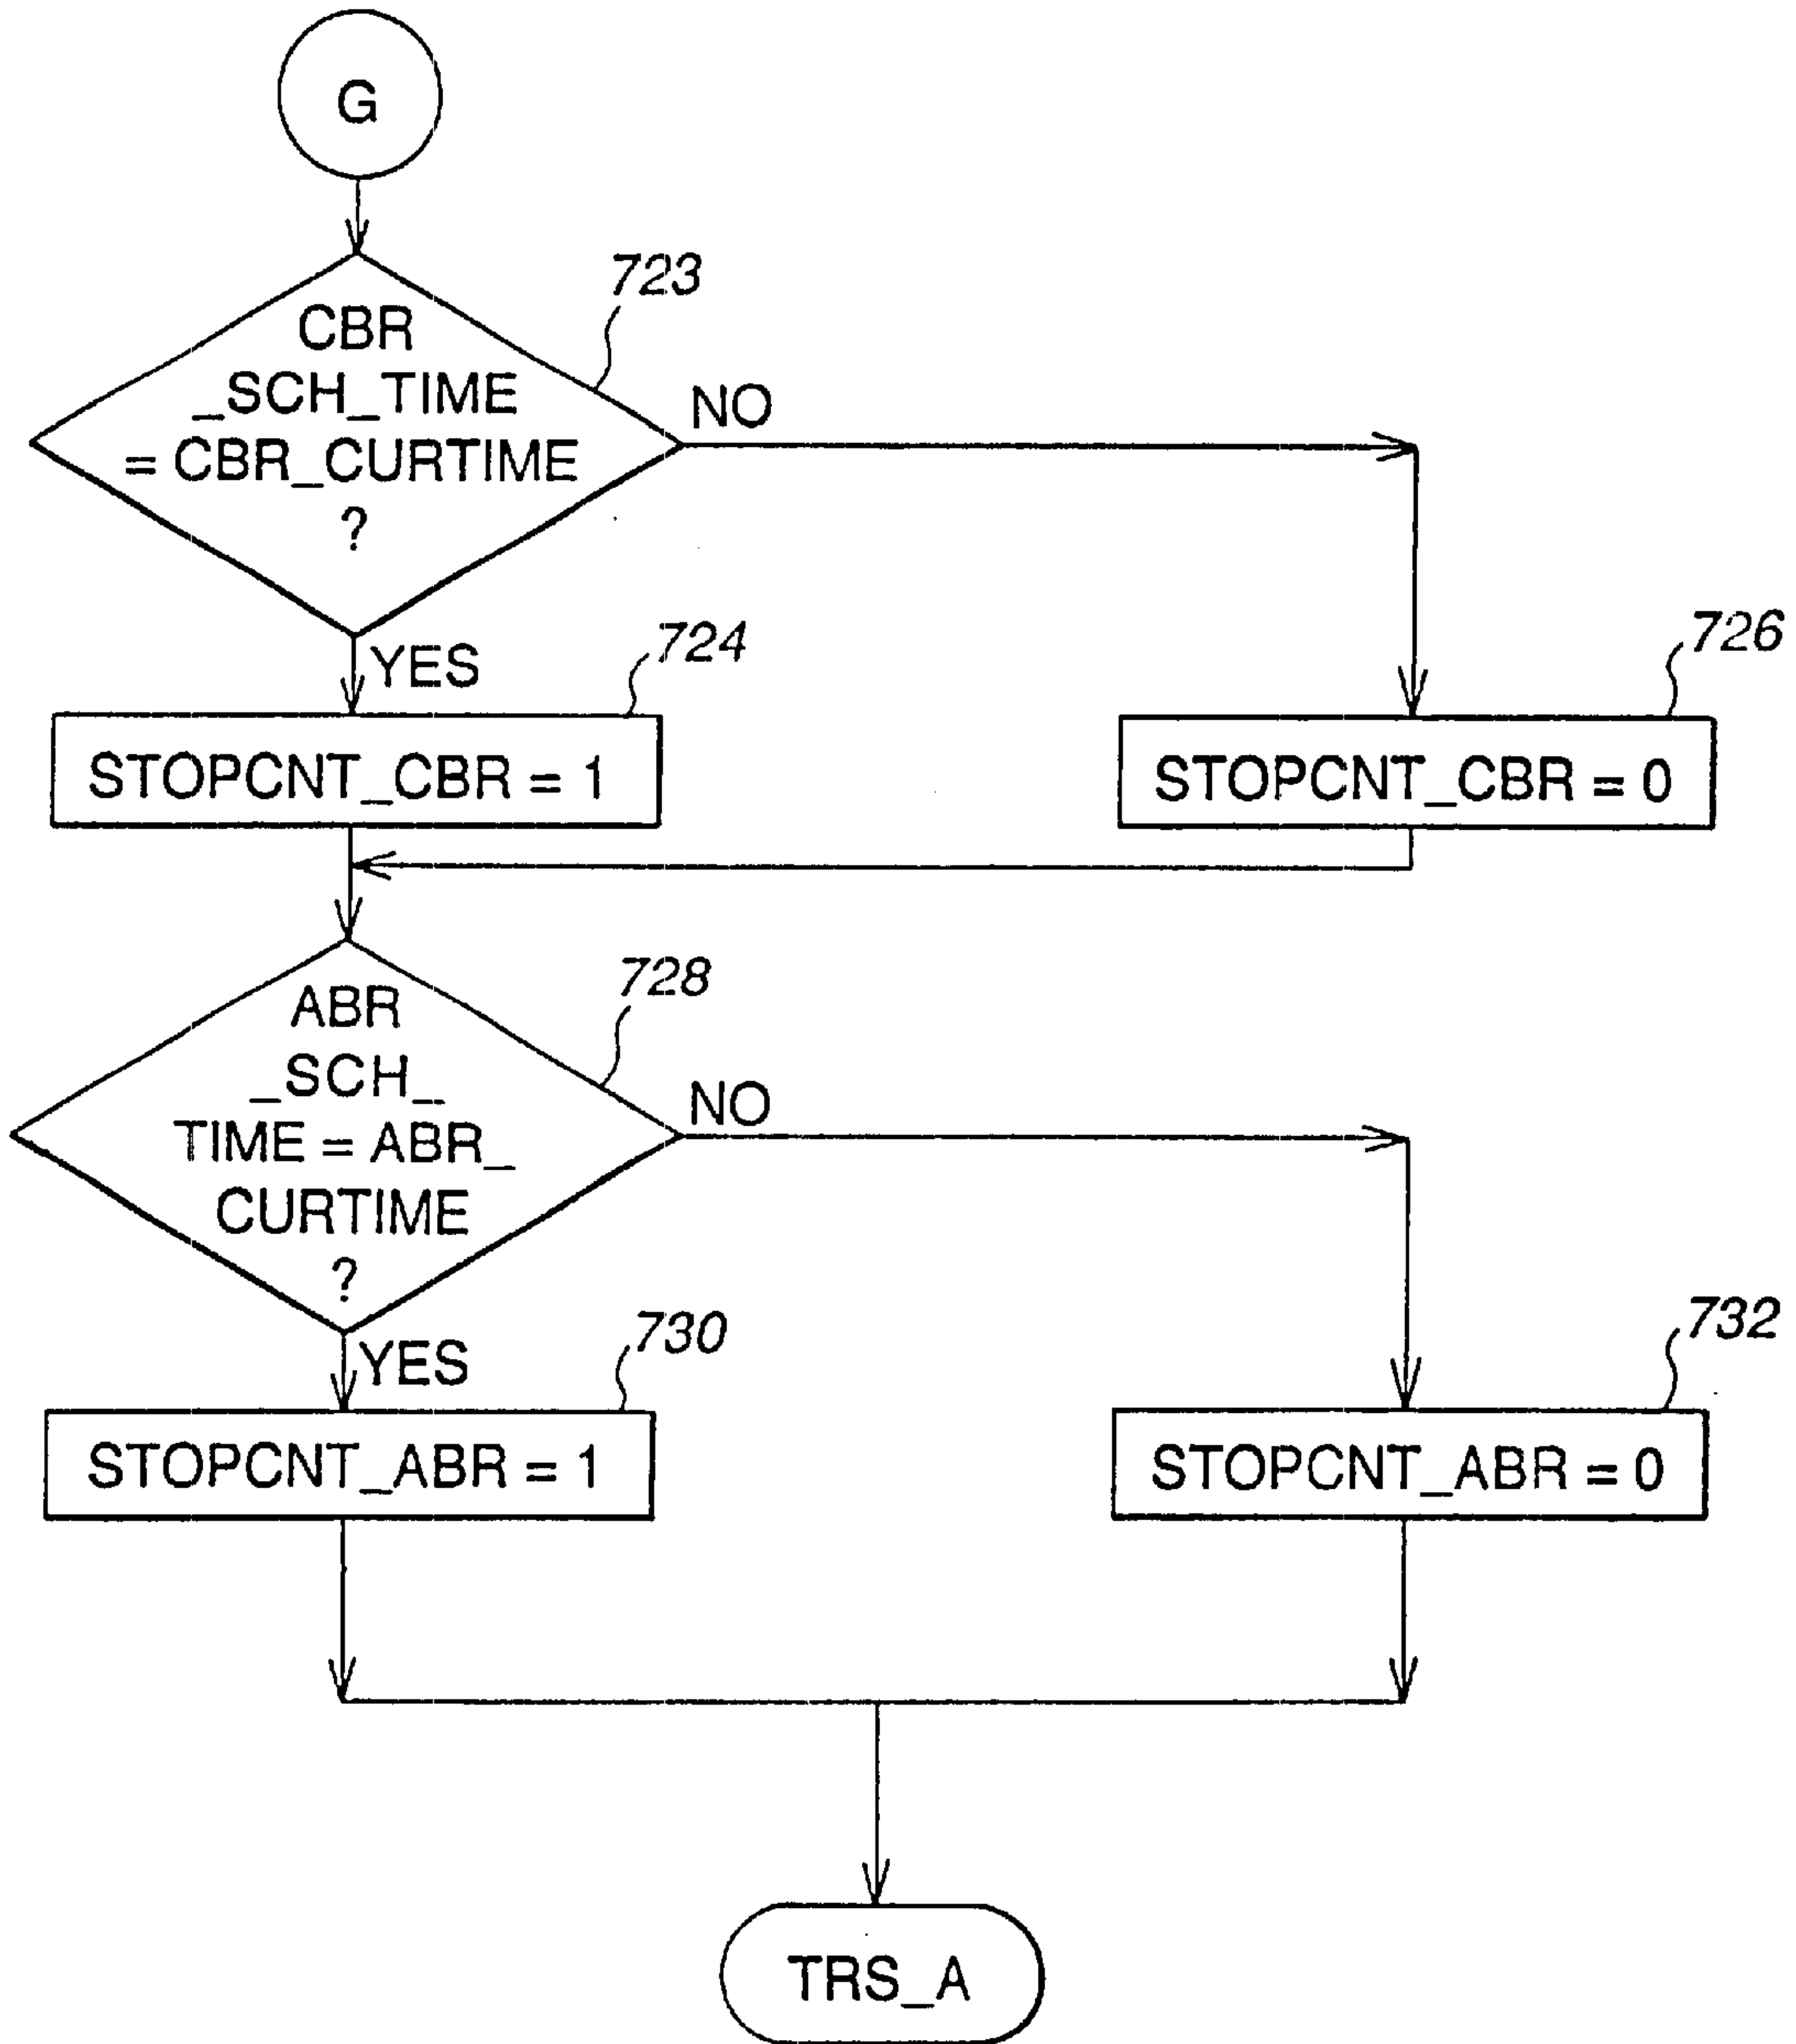 G
723
CBR
_SCH_TIME
= CBR_CURTIME
?
NO
YES
724
726
STOPCNT_CBR = 1
STOPCNT_CBR = 0
728
ABR
_SCH_
TIME = ABR_
CURTIME
?
NO
YES
730
732
STOPCNT_ABR = 1
STOPCNT_ABR = 0
TRS_A